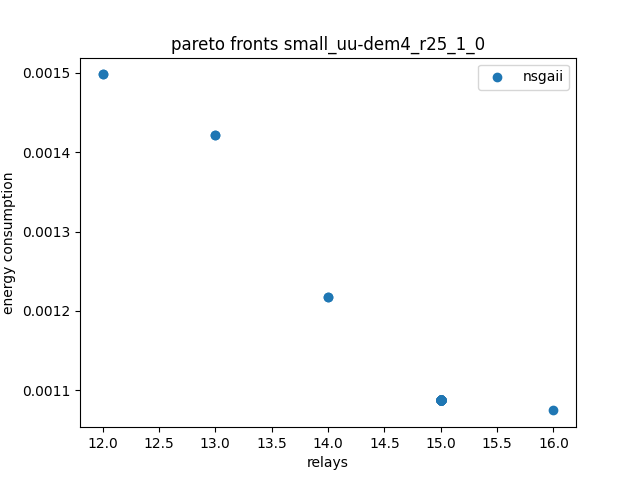 pareto fronts small_uu-dem4_r25_1_0
nsgaii
energy consumption
0.0015
0.0014
0.0013
0.0012
0.0011
12.0 12.5 13.0 13.5 14.0 14.5 15.0 15.5 16.0
relays